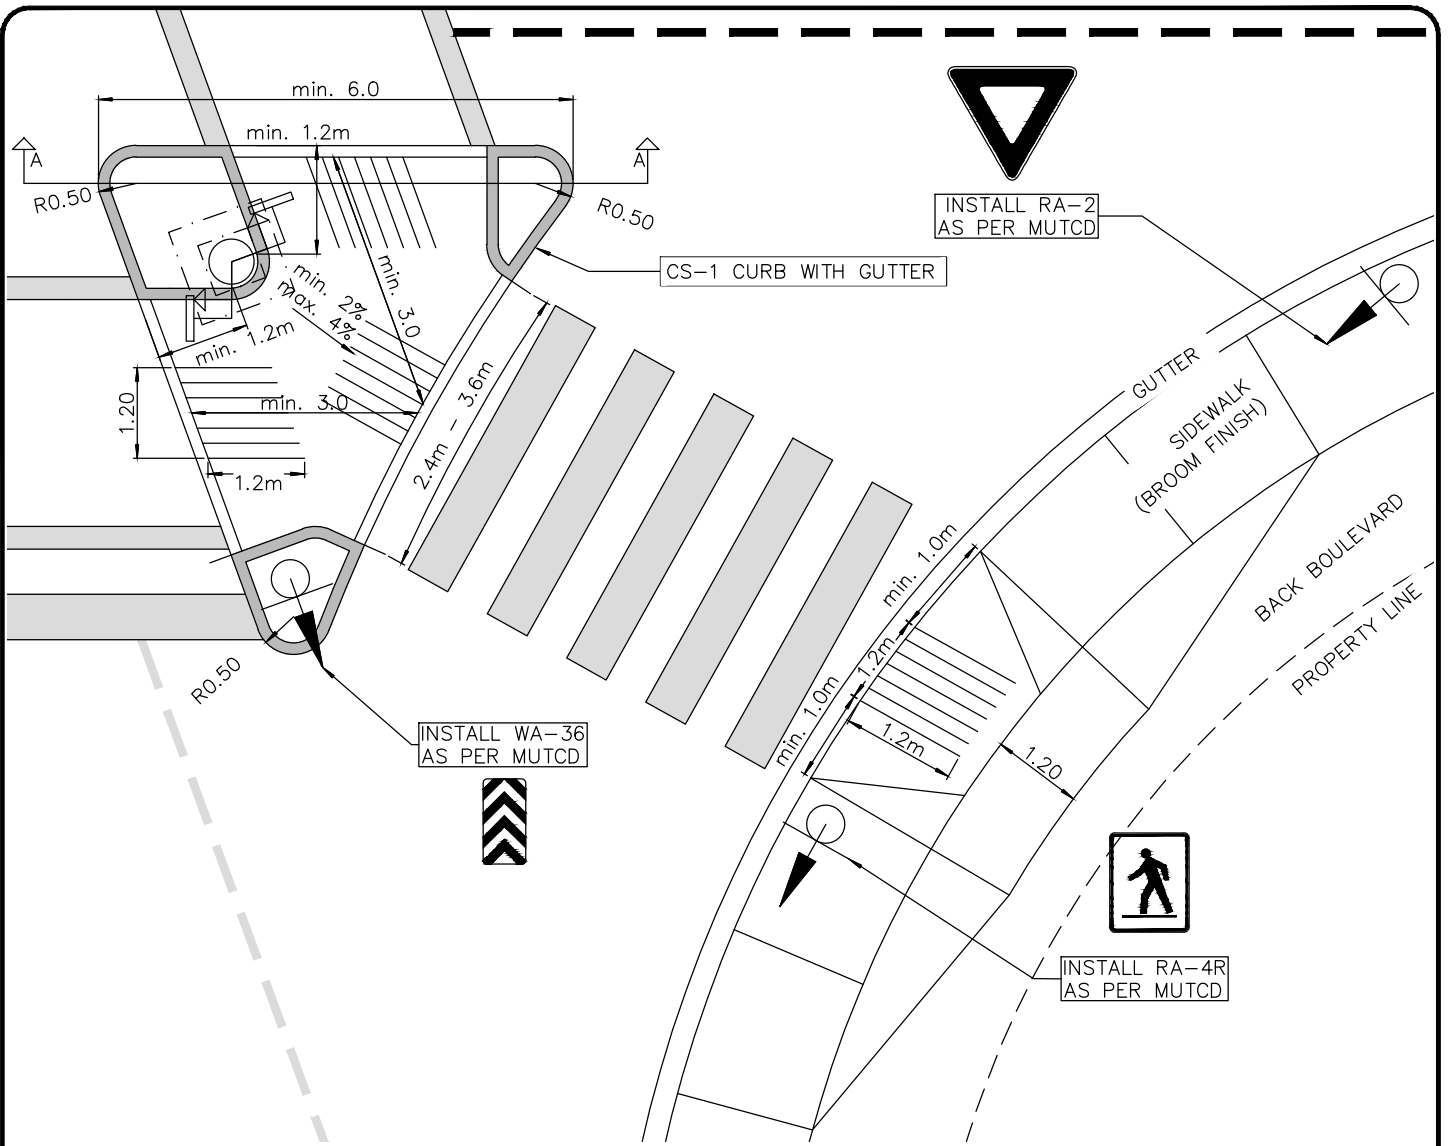 min. 6.0
min. 1.2m
A
A
R0.50
R0.50
INSTALL RA-2
AS PER MUTCD
CS-1 CURB WITH GUTTER
min. 2%
max. 4%
min. 3.0
min. 1.2m
min. 3.0
1.20
1.2m
2.4m - 3.6m
GUTTER
SIDEWALK
(BROOM FINISH)
BACK BOULEVARD
PROPERTY LINE
min. 1.0m
1.2m
min. 1.0m
1.2m
1.20
R0.50
INSTALL WA-36
AS PER MUTCD
INSTALL RA-4R
AS PER MUTCD